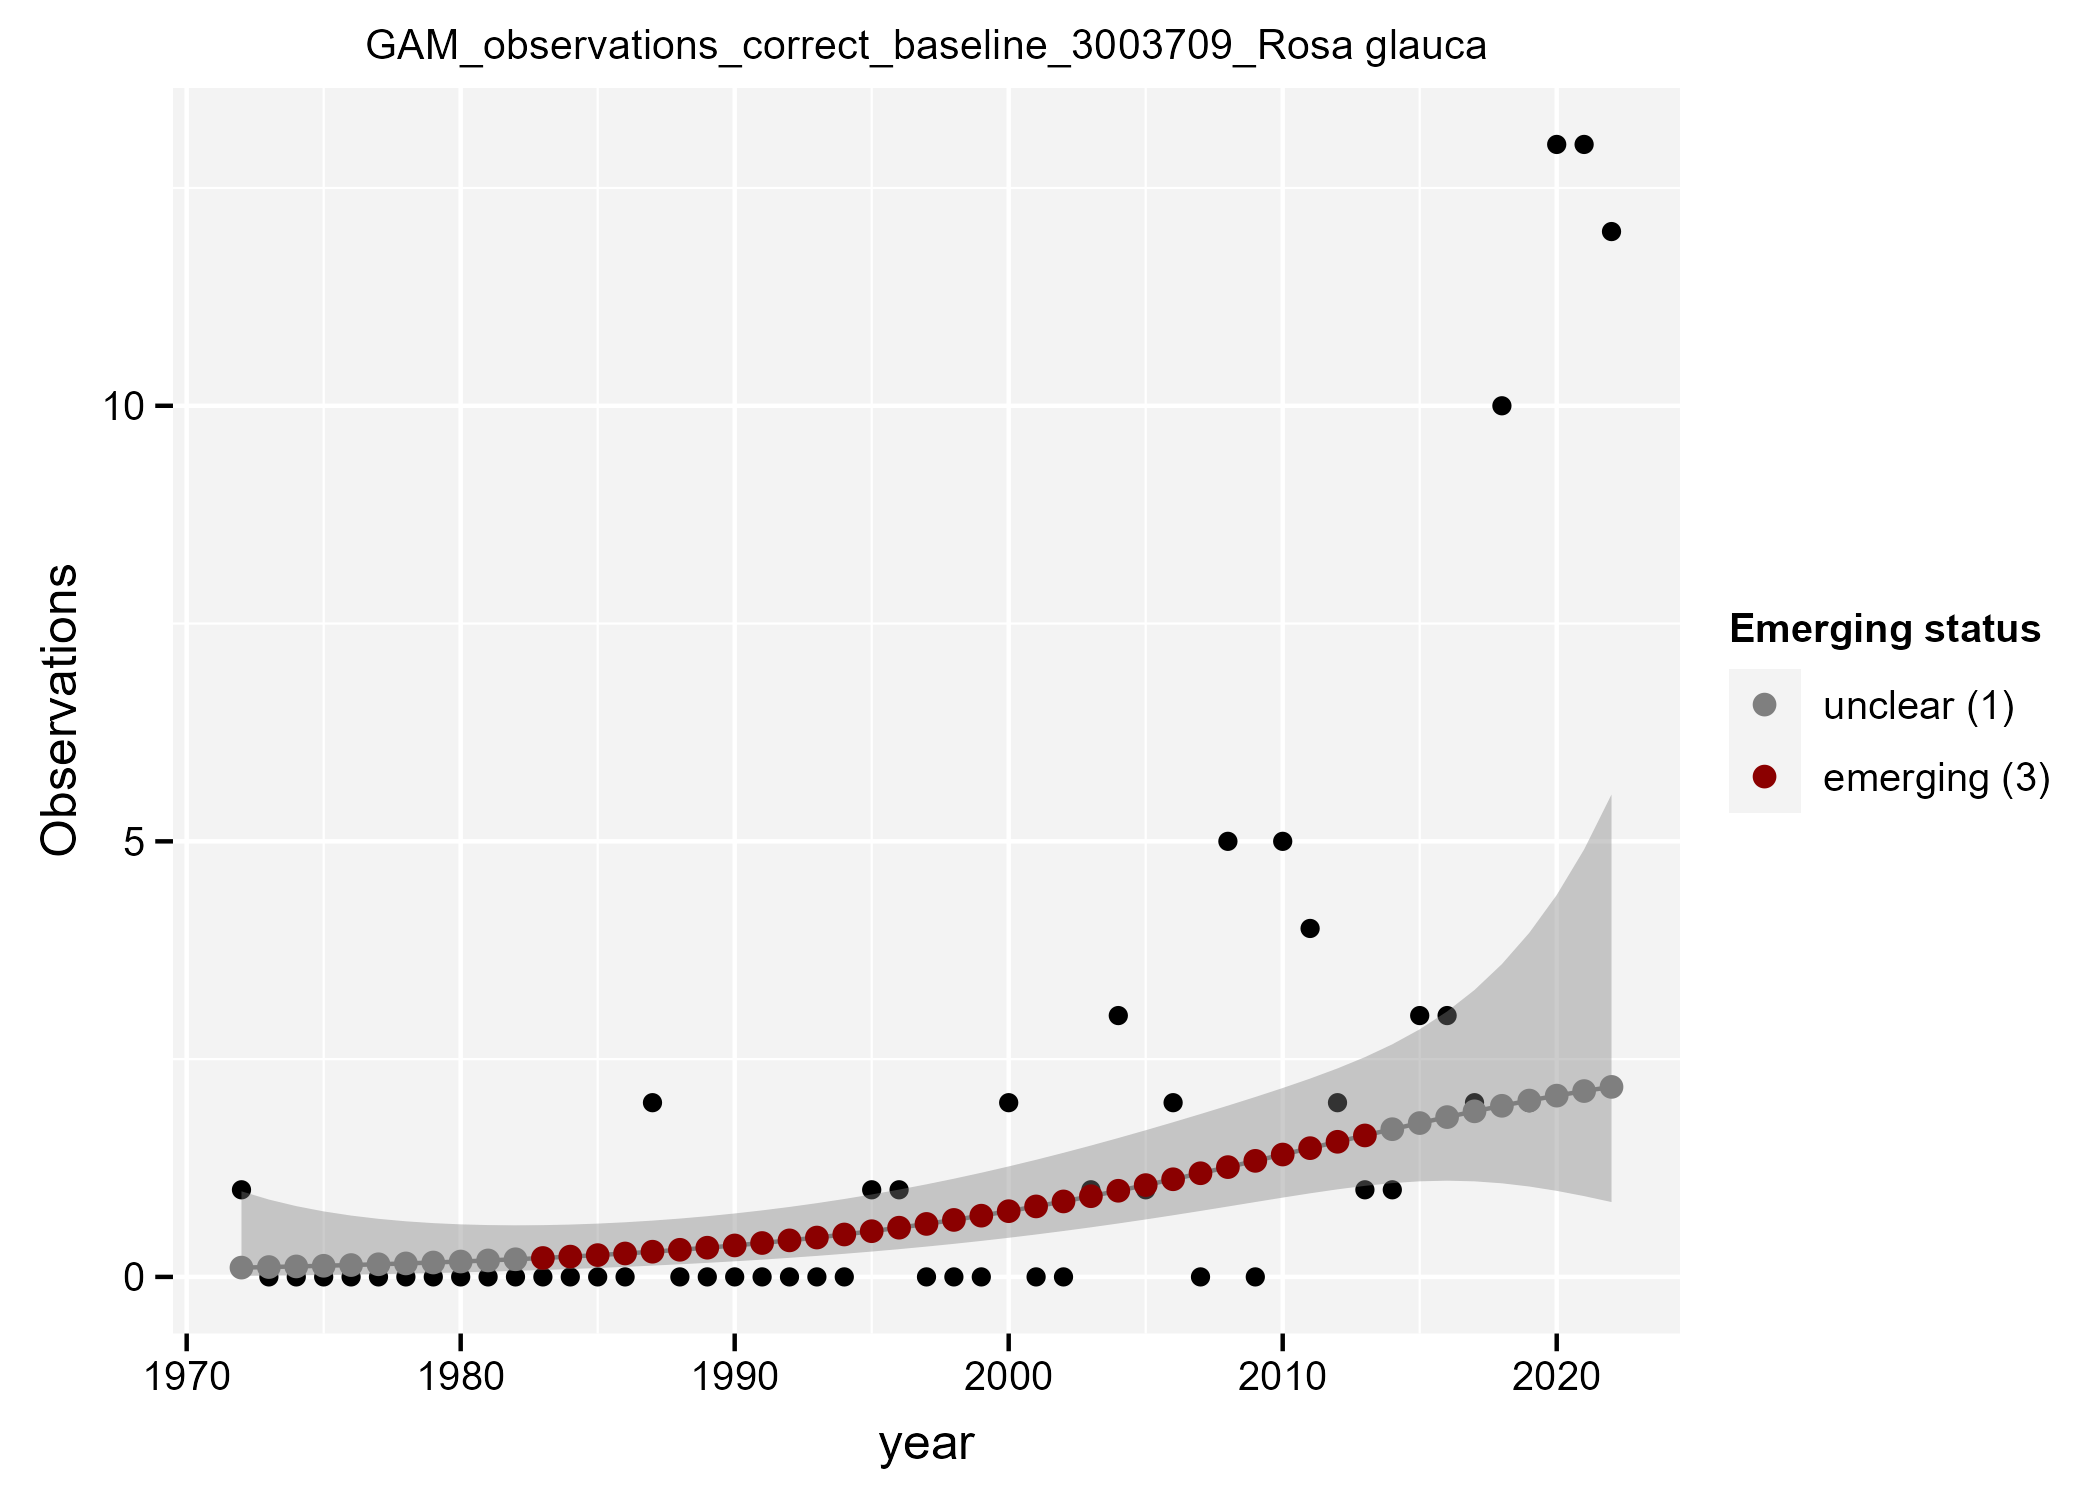 GAM_observations_correct_baseline_3003709_Rosa glauca
Observations
10
5
0
1970 1980 1990 2000 2010 2020
year
Emerging status
unclear (1)
emerging (3)